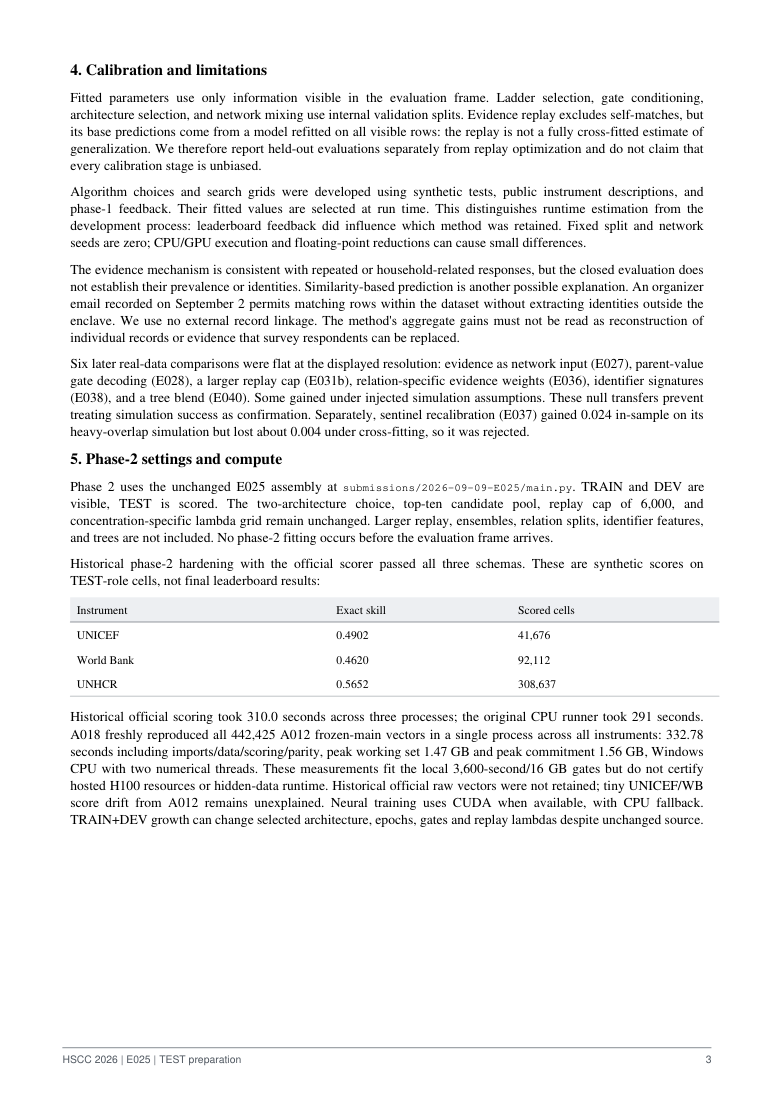 4. Calibration and limitations
Fitted parameters use only information visible in the evaluation frame. Ladder selection, gate conditioning,
architecture selection, and network mixing use internal validation splits. Evidence replay excludes self-matches, but
its base predictions come from a model refitted on all visible rows: the replay is not a fully cross-fitted estimate of
generalization. We therefore report held-out evaluations separately from replay optimization and do not claim that
every calibration stage is unbiased.
Algorithm choices and search grids were developed using synthetic tests, public instrument descriptions, and
phase-1 feedback. Their fitted values are selected at run time. This distinguishes runtime estimation from the
development process: leaderboard feedback did influence which method was retained. Fixed split and network
seeds are zero; CPU/GPU execution and floating-point reductions can cause small differences.
The evidence mechanism is consistent with repeated or household-related responses, but the closed evaluation does
not establish their prevalence or identities. Similarity-based prediction is another possible explanation. An organizer
email recorded on September 2 permits matching rows within the dataset without extracting identities outside the
enclave. We use no external record linkage. The method's aggregate gains must not be read as reconstruction of
individual records or evidence that survey respondents can be replaced.
Six later real-data comparisons were flat at the displayed resolution: evidence as network input (E027), parent-value
gate decoding (E028), a larger replay cap (E031b), relation-specific evidence weights (E036), identifier signatures
(E038), and a tree blend (E040). Some gained under injected simulation assumptions. These null transfers prevent
treating simulation success as confirmation. Separately, sentinel recalibration (E037) gained 0.024 in-sample on its
heavy-overlap simulation but lost about 0.004 under cross-fitting, so it was rejected.
5. Phase-2 settings and compute
Phase 2 uses the unchanged E025 assembly at submissions/2026-09-09-E025/main.py. TRAIN and DEV are
visible, TEST is scored. The two-architecture choice, top-ten candidate pool, replay cap of 6,000, and
concentration-specific lambda grid remain unchanged. Larger replay, ensembles, relation splits, identifier features,
and trees are not included. No phase-2 fitting occurs before the evaluation frame arrives.
Historical phase-2 hardening with the official scorer passed all three schemas. These are synthetic scores on
TEST-role cells, not final leaderboard results:
Instrument Exact skill Scored cells
UNICEF 0.4902 41,676
World Bank 0.4620 92,112
UNHCR 0.5652 308,637
Historical official scoring took 310.0 seconds across three processes; the original CPU runner took 291 seconds.
A018 freshly reproduced all 442,425 A012 frozen-main vectors in a single process across all instruments: 332.78
seconds including imports/data/scoring/parity, peak working set 1.47 GB and peak commitment 1.56 GB, Windows
CPU with two numerical threads. These measurements fit the local 3,600-second/16 GB gates but do not certify
hosted H100 resources or hidden-data runtime. Historical official raw vectors were not retained; tiny UNICEF/WB
score drift from A012 remains unexplained. Neural training uses CUDA when available, with CPU fallback.
TRAIN+DEV growth can change selected architecture, epochs, gates and replay lambdas despite unchanged source.
HSCC 2026 | E025 | TEST preparation 3